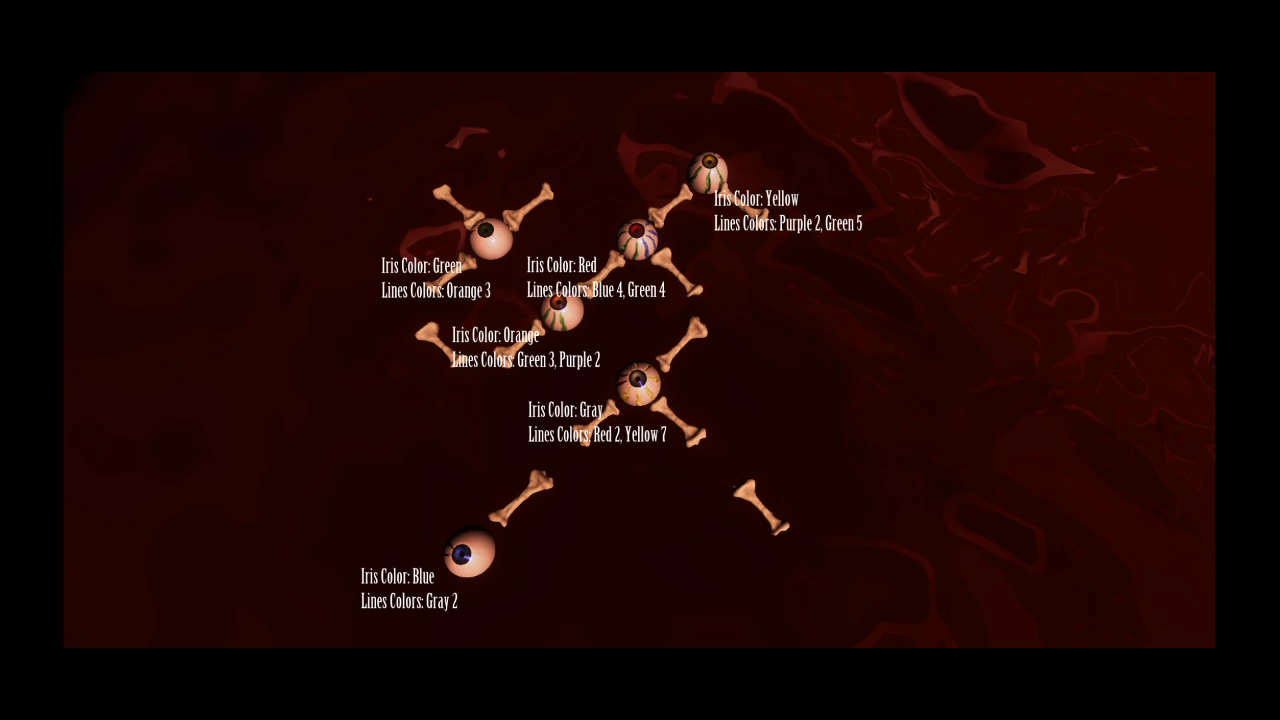 Iris Color: Yellow
Lines Colors: Purple 2, Green 5
Iris Color: Green
Lines Colors: Orange 3
Iris Color: Red
Lines Colors: Blue 4, Green 4
Iris Color: Orange
Lines Colors: Green 3, Purple 2
Iris Color: Gray
Lines Colors: Red 2, Yellow 7
Iris Color: Blue
Lines Colors: Gray 2